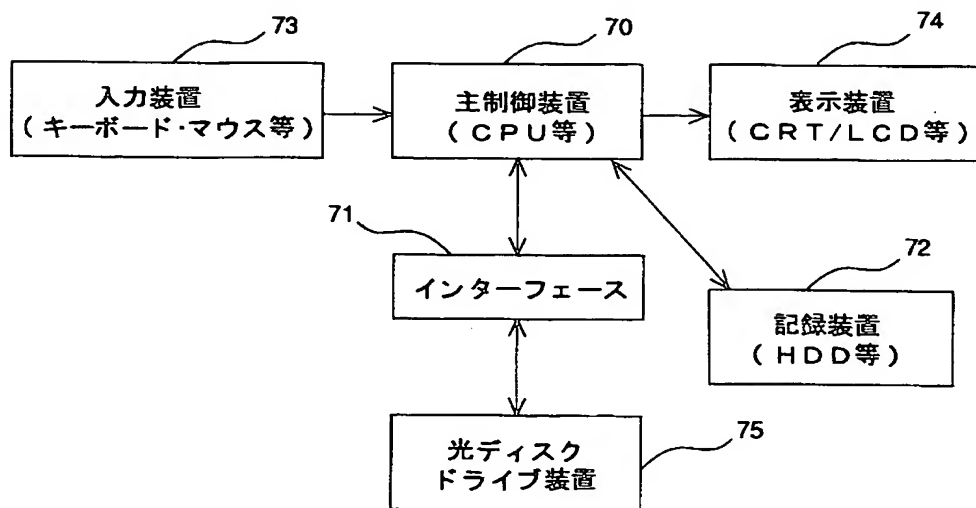 73
入力装置
(キーボード・マウス等)
70
主制御装置
(CPU等)
74
表示装置
(CRT/LCD等)
71
インターフェース
72
記録装置
(HDD等)
75
光ディスク
ドライブ装置